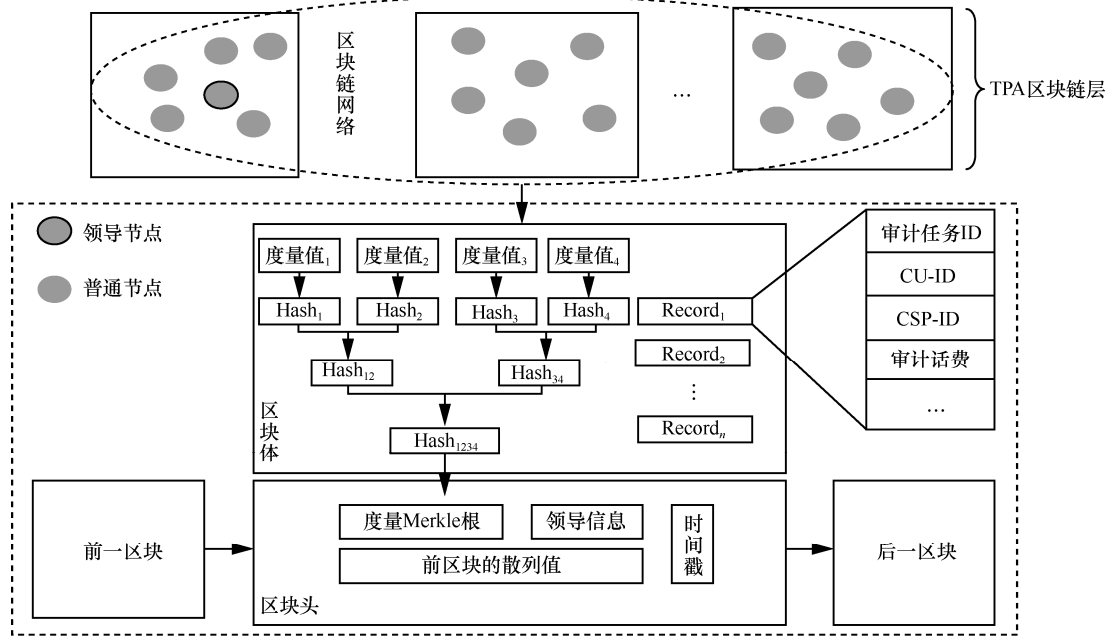 区块链网络
...
TPA区块链层
领导节点
普通节点
度量值1
度量值2
度量值3
度量值4
Hash1
Hash2
Hash3
Hash4
Hash12
Hash34
Hash1234
区块体
Record1
Record2
⋮
Recordn
审计任务ID
CU-ID
CSP-ID
审计话费
...
前一区块
度量Merkle根
领导信息
时间戳
前区块的散列值
区块头
后一区块